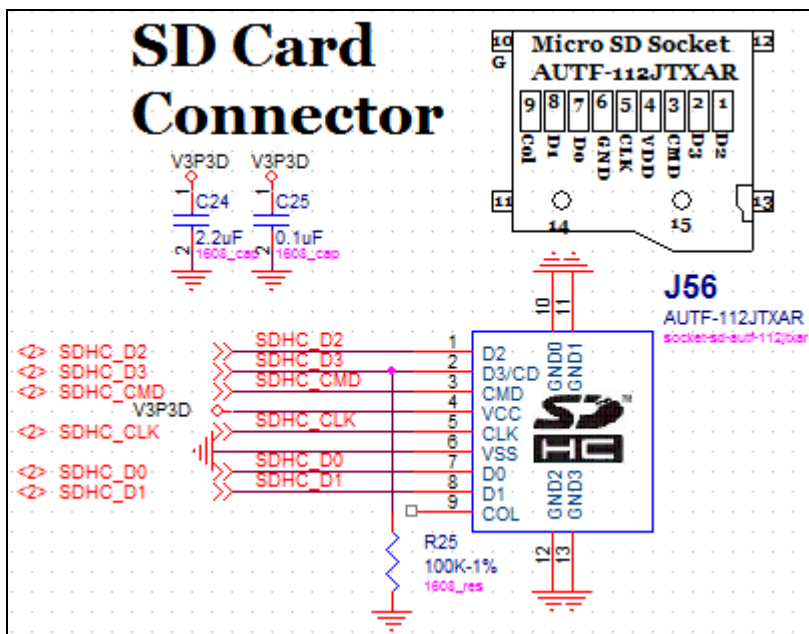 SD Card
Connector
V3P3D
V3P3D
1
C24
2.2uF
1608_cap
2
1
C25
0.1uF
1608_cap
2
10
Micro SD Socket
12
G
AUTF-112JTXAR
9 8 7 6 5 4 3 2 1
Col D1 D0 GND CLK VDD CMD D3 D2
11
13
14
15
J56
AUTF-112JTXAR
socket-sd-autf-112jtxar
10 11
GND0 GND1
<2> SDHC_D2 SDHC_D2 1 D2
<2> SDHC_D3 SDHC_D3 2 D3/CD
<2> SDHC_CMD SDHC_CMD 3 CMD
V3P3D 4 VCC
<2> SDHC_CLK SDHC_CLK 5 CLK
6 VSS
<2> SDHC_D0 SDHC_D0 7 D0
<2> SDHC_D1 SDHC_D1 8 D1
9 COL
SD
HC
TM
GND2 GND3
12 13
R25
100K-1%
1608_res